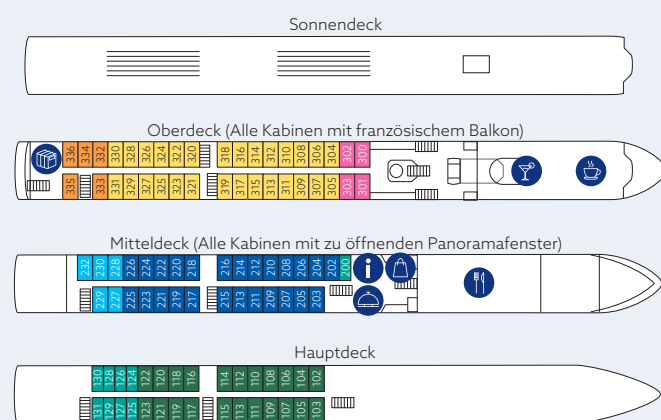 Sonnendeck
Oberdeck (Alle Kabinen mit französischem Balkon)
336 334 332 330 328 326 324 322 320 318 316 314 312 310 308 306 304 302 300
335 333 331 329 327 325 323 321 319 317 315 313 311 309 307 305 303 301
Mitteldeck (Alle Kabinen mit zu öffnenden Panoramafenster)
232 230 228 226 224 222 220 218 216 214 212 210 208 206 204 202 200
229 227 225 223 221 219 217 215 213 211 209 207 205 203
Hauptdeck
130 128 126 124 122 120 118 116 114 112 110 108 106 104 102
131 129 127 125 123 121 119 117 115 113 111 109 107 105 103